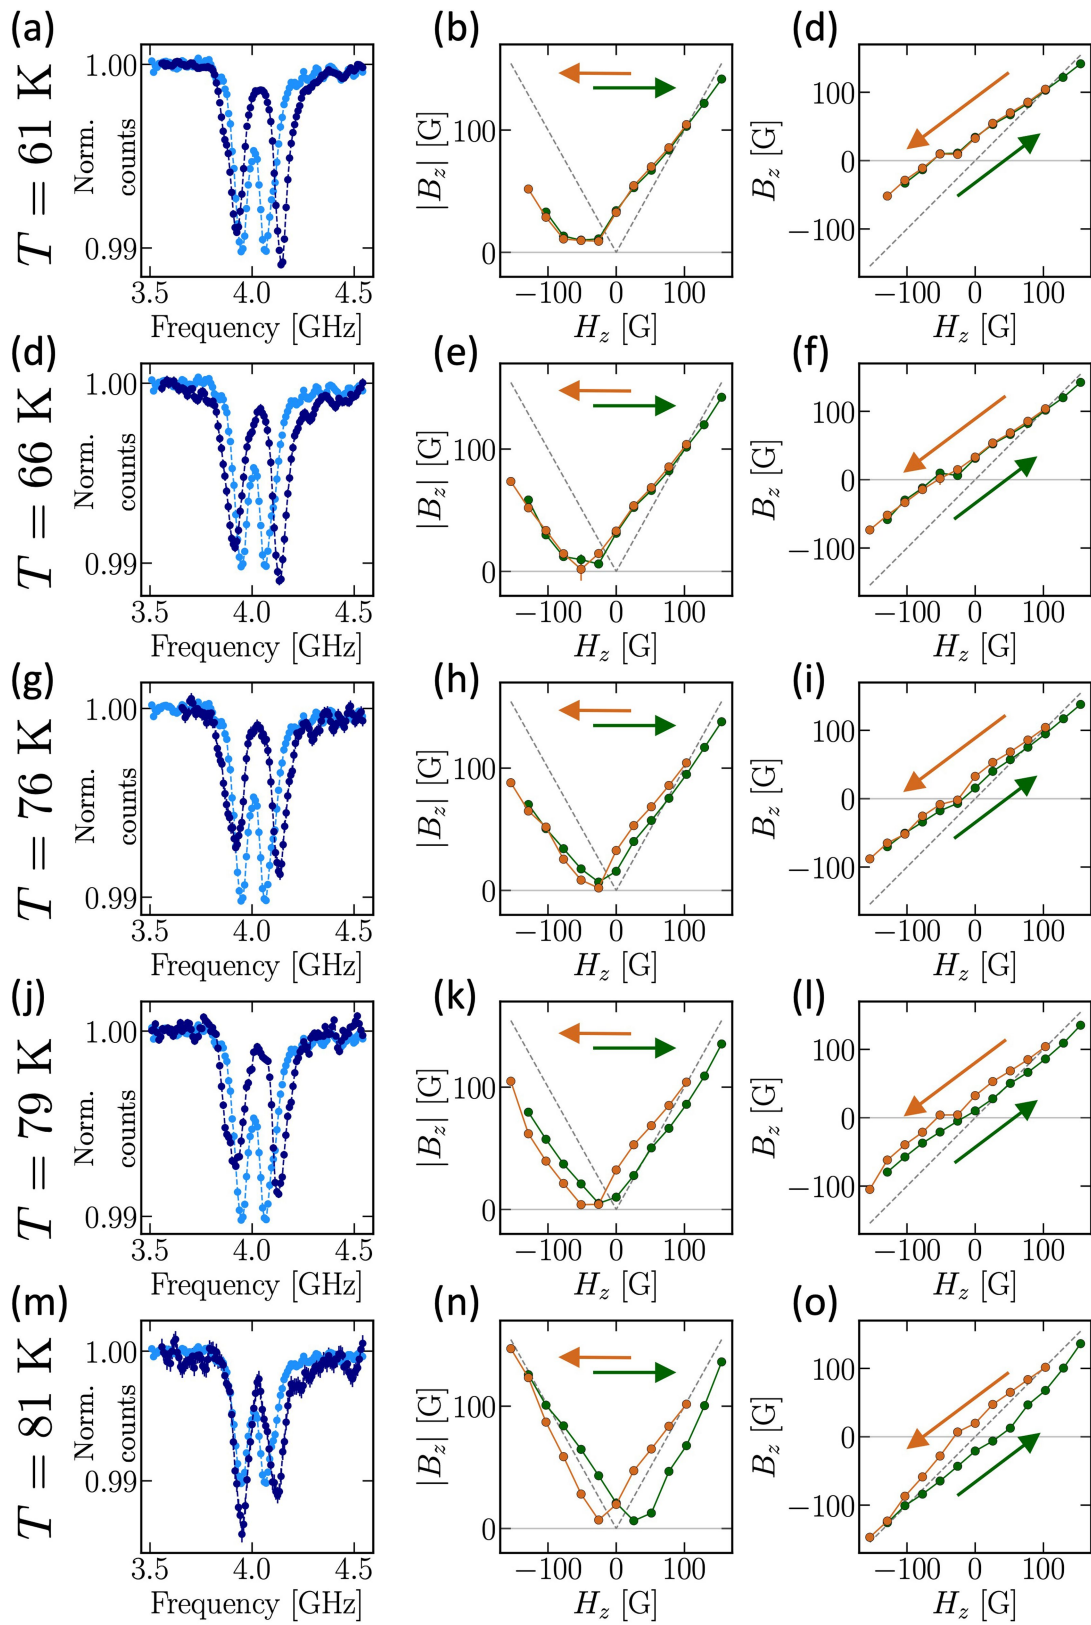 (a) (b) (d)
T = 61 K
1.00
0.99
Norm.
counts
3.5 4.0 4.5
Frequency [GHz]
|B_z| [G]
100
0
−100 0 100
H_z [G]
B_z [G]
100
0
−100
−100 0 100
H_z [G]
(d) (e) (f)
T = 66 K
1.00
0.99
Norm.
counts
3.5 4.0 4.5
Frequency [GHz]
|B_z| [G]
100
0
−100 0 100
H_z [G]
B_z [G]
100
0
−100
−100 0 100
H_z [G]
(g) (h) (i)
T = 76 K
1.00
0.99
Norm.
counts
3.5 4.0 4.5
Frequency [GHz]
|B_z| [G]
100
0
−100 0 100
H_z [G]
B_z [G]
100
0
−100
−100 0 100
H_z [G]
(j) (k) (l)
T = 79 K
1.00
0.99
Norm.
counts
3.5 4.0 4.5
Frequency [GHz]
|B_z| [G]
100
0
−100 0 100
H_z [G]
B_z [G]
100
0
−100
−100 0 100
H_z [G]
(m) (n) (o)
T = 81 K
1.00
0.99
Norm.
counts
3.5 4.0 4.5
Frequency [GHz]
|B_z| [G]
100
0
−100 0 100
H_z [G]
B_z [G]
100
0
−100
−100 0 100
H_z [G]